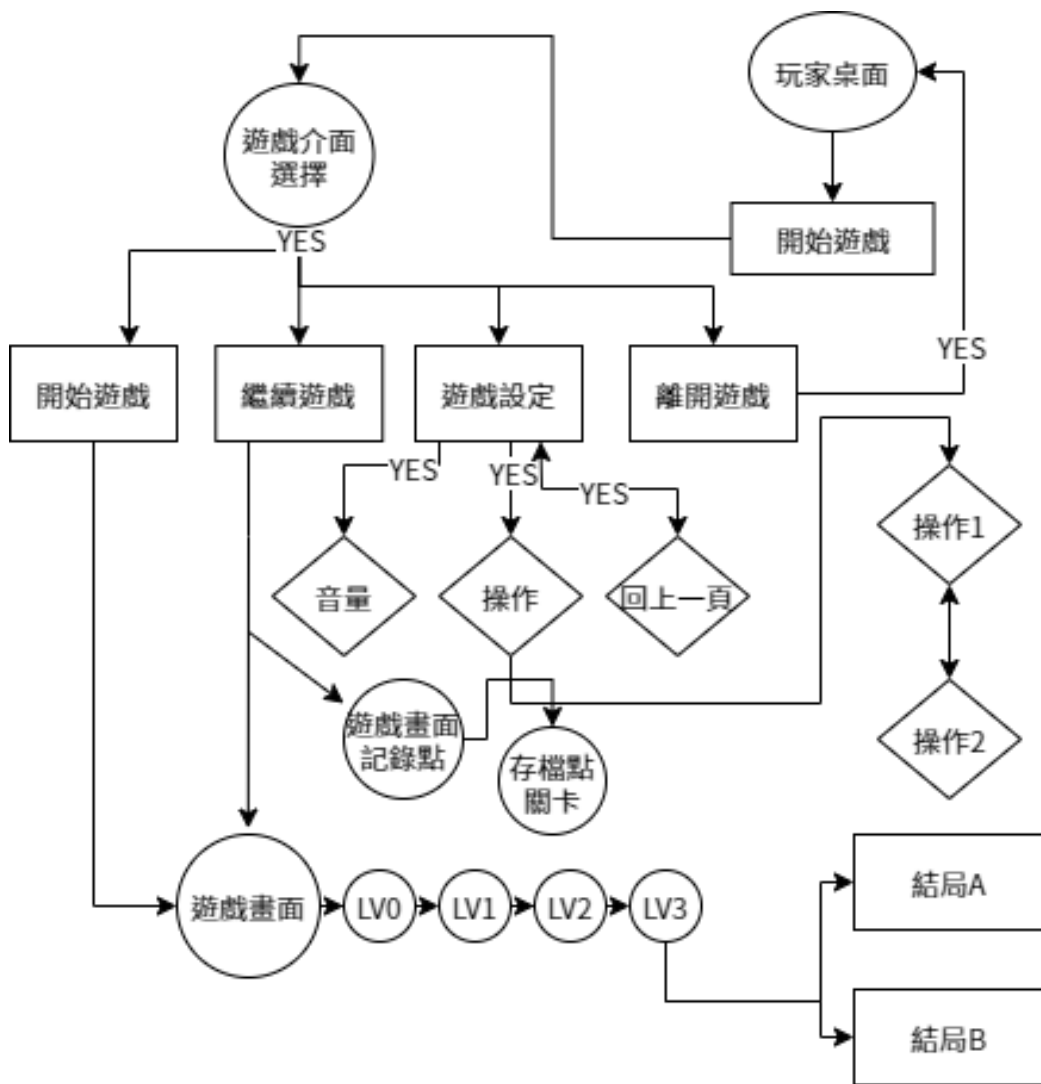 玩家桌面
遊戲介面
選擇
開始遊戲
YES
YES
開始遊戲
繼續遊戲
遊戲設定
離開遊戲
YES
YES
YES
操作1
音量
操作
回上一頁
遊戲畫面
記錄點
操作2
存檔點
關卡
遊戲畫面
LV0
LV1
LV2
LV3
結局A
結局B